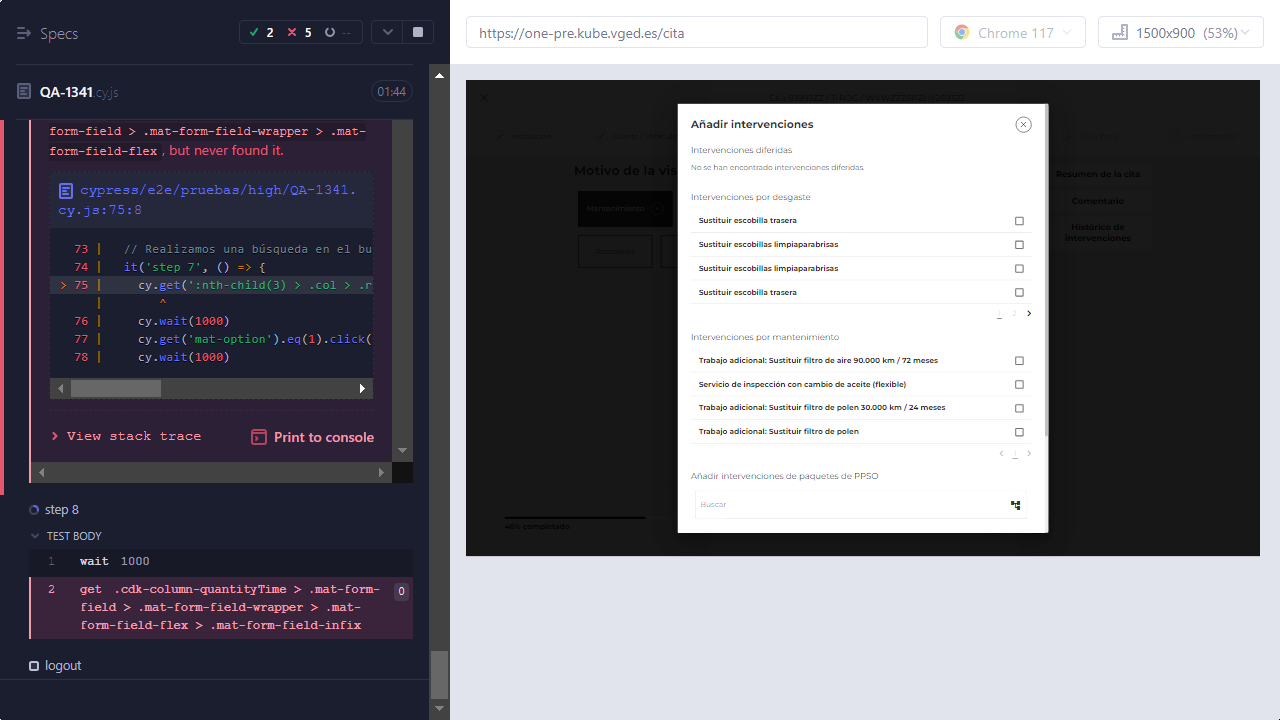 Specs
2
5
--
QA-1341.cy.js
01:44
form-field > .mat-form-field-wrapper > .mat-
form-field-flex , but never found it.
cypress/e2e/pruebas/high/QA-1341.
cy.js:75:8
73 | // Realizamos una búsqueda en el bu
74 | it('step 7', () => {
> 75 | cy.get(':nth-child(3) > .col > .r
| ^
76 | cy.wait(1000)
77 | cy.get('mat-option').eq(1).click(
78 | cy.wait(1000)
View stack trace
Print to console
step 8
TEST BODY
1 wait 1000
2 get .cdk-column-quantityTime > .mat-form-
field > .mat-form-field-wrapper > .mat-
form-field-flex > .mat-form-field-infix
0
logout
https://one-pre.kube.vged.es/cita
Chrome 117
1500x900 (53%)
Motivo de la vis
Mantenimiento
48% completado
Resumen de la cita
Comentario
Histórico de
intervenciones
Añadir intervenciones
Intervenciones diferidas
No se han encontrado intervenciones diferidas.
Intervenciones por desgaste
Sustituir escobilla trasera
Sustituir escobillas limpiaparabrisas
Sustituir escobillas limpiaparabrisas
Sustituir escobilla trasera
1 2
Intervenciones por mantenimiento
Trabajo adicional: Sustituir filtro de aire 90.000 km / 72 meses
Servicio de inspección con cambio de aceite (flexible)
Trabajo adicional: Sustituir filtro de polen 30.000 km / 24 meses
Trabajo adicional: Sustituir filtro de polen
1
Añadir intervenciones de paquetes de PPSO
Buscar